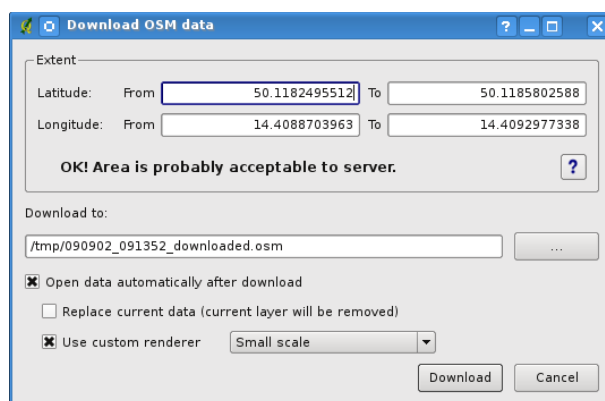 Download OSM data
Extent
Latitude: From 50.1182495512 To 50.1185802588
Longitude: From 14.4088703963 To 14.4092977338
OK! Area is probably acceptable to server.
?
Download to:
/tmp/090902_091352_downloaded.osm
...
Open data automatically after download
Replace current data (current layer will be removed)
Use custom renderer Small scale
Download Cancel